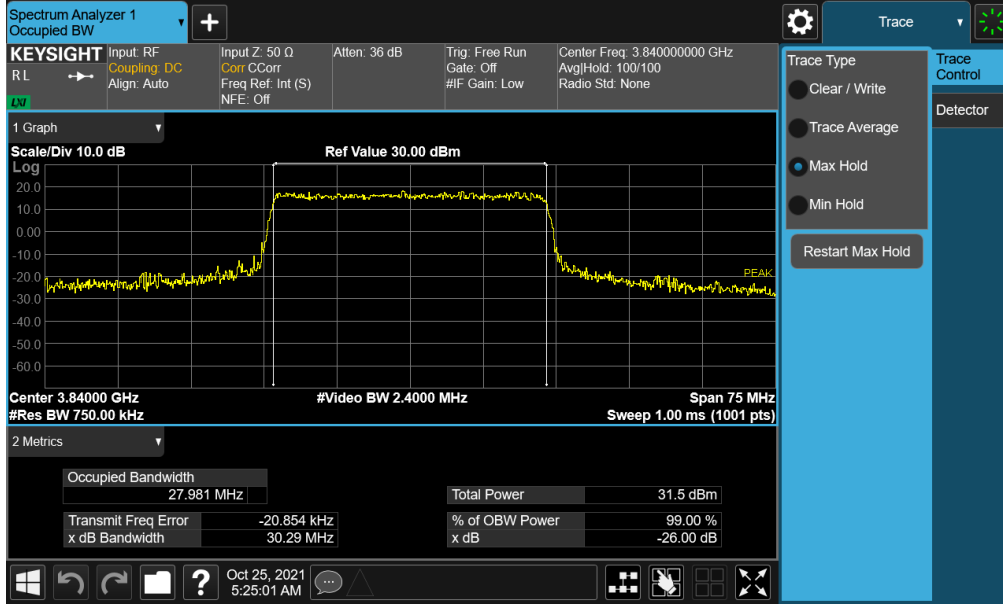 Spectrum Analyzer 1
Occupied BW
+
Trace
KEYSIGHT
RL
LXI
Input: RF
Coupling: DC
Align: Auto
Input Z: 50 Ω
Corr CCorr
Freq Ref: Int (S)
NFE: Off
Atten: 36 dB
Trig: Free Run
Gate: Off
#IF Gain: Low
Center Freq: 3.840000000 GHz
Avg|Hold: 100/100
Radio Std: None
1 Graph
Scale/Div 10.0 dB
Ref Value 30.00 dBm
Log
20.0
10.0
0.00
-10.0
-20.0
-30.0
-40.0
-50.0
-60.0
PEAK
Center 3.84000 GHz
#Video BW 2.4000 MHz
Span 75 MHz
#Res BW 750.00 kHz
Sweep 1.00 ms (1001 pts)
2 Metrics
Occupied Bandwidth
27.981 MHz
Total Power 31.5 dBm
Transmit Freq Error -20.854 kHz
% of OBW Power 99.00 %
x dB Bandwidth 30.29 MHz
x dB -26.00 dB
?
Oct 25, 2021
5:25:01 AM
Trace Type
Clear / Write
Trace Average
Max Hold
Min Hold
Restart Max Hold
Trace
Control
Detector